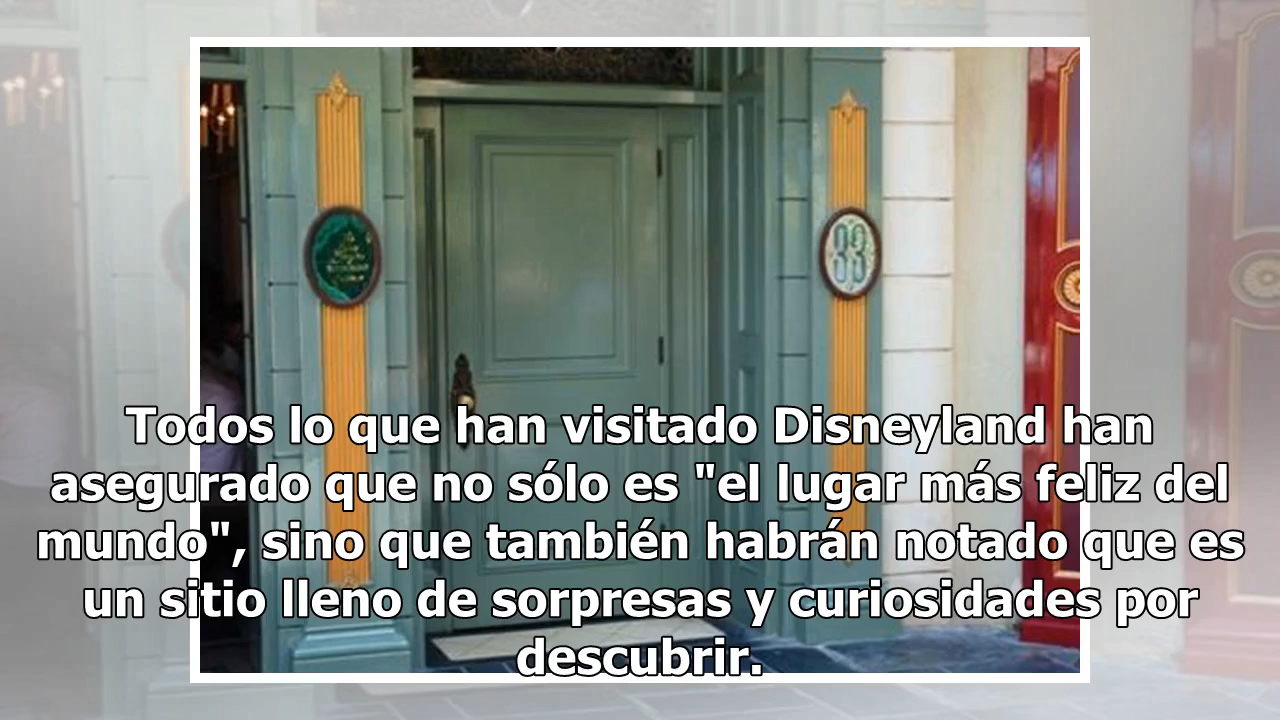 33
Todos lo que han visitado Disneyland han
asegurado que no sólo es "el lugar más feliz del
mundo", sino que también habrán notado que es
un sitio lleno de sorpresas y curiosidades por
descubrir.